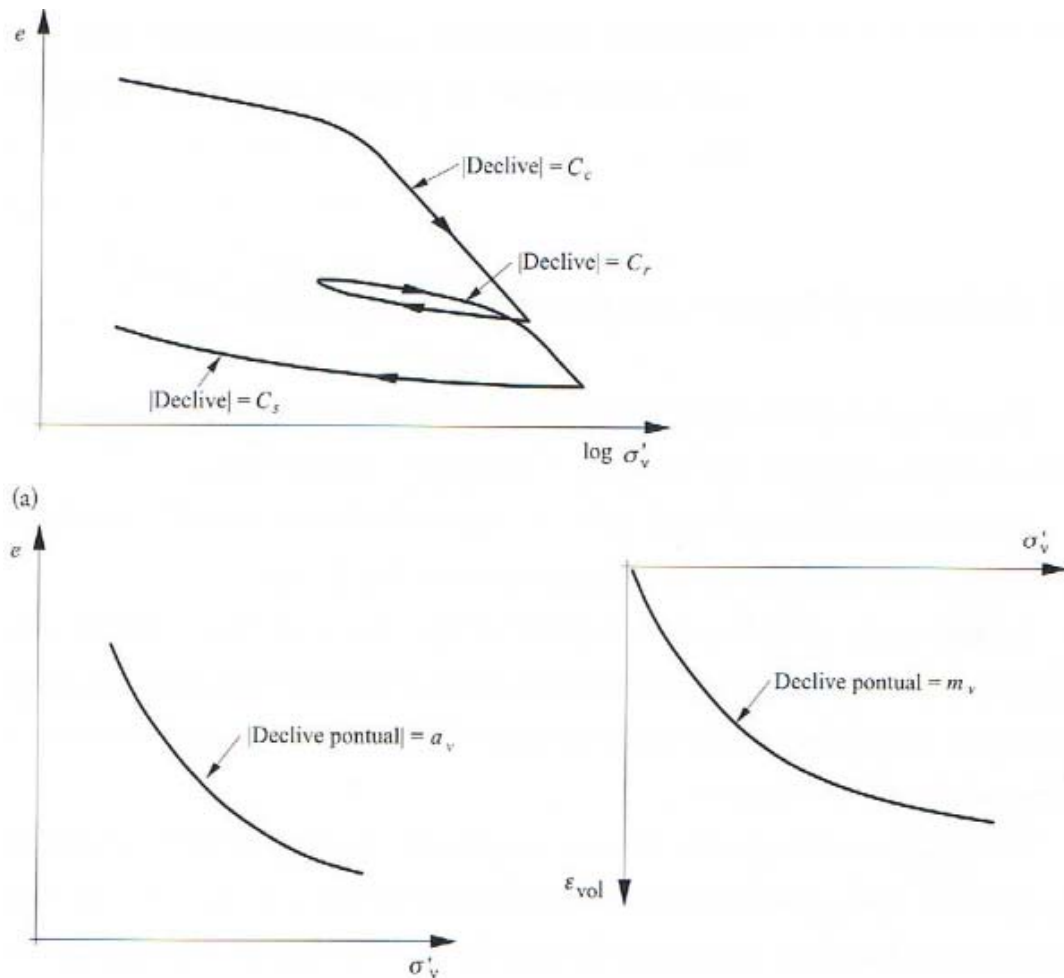 e
|Declive| = C_c
|Declive| = C_r
|Declive| = C_s
log σ'_v
(a)
e
|Declive pontual| = a_v
σ'_v
σ'_v
Declive pontual = m_v
ε_vol